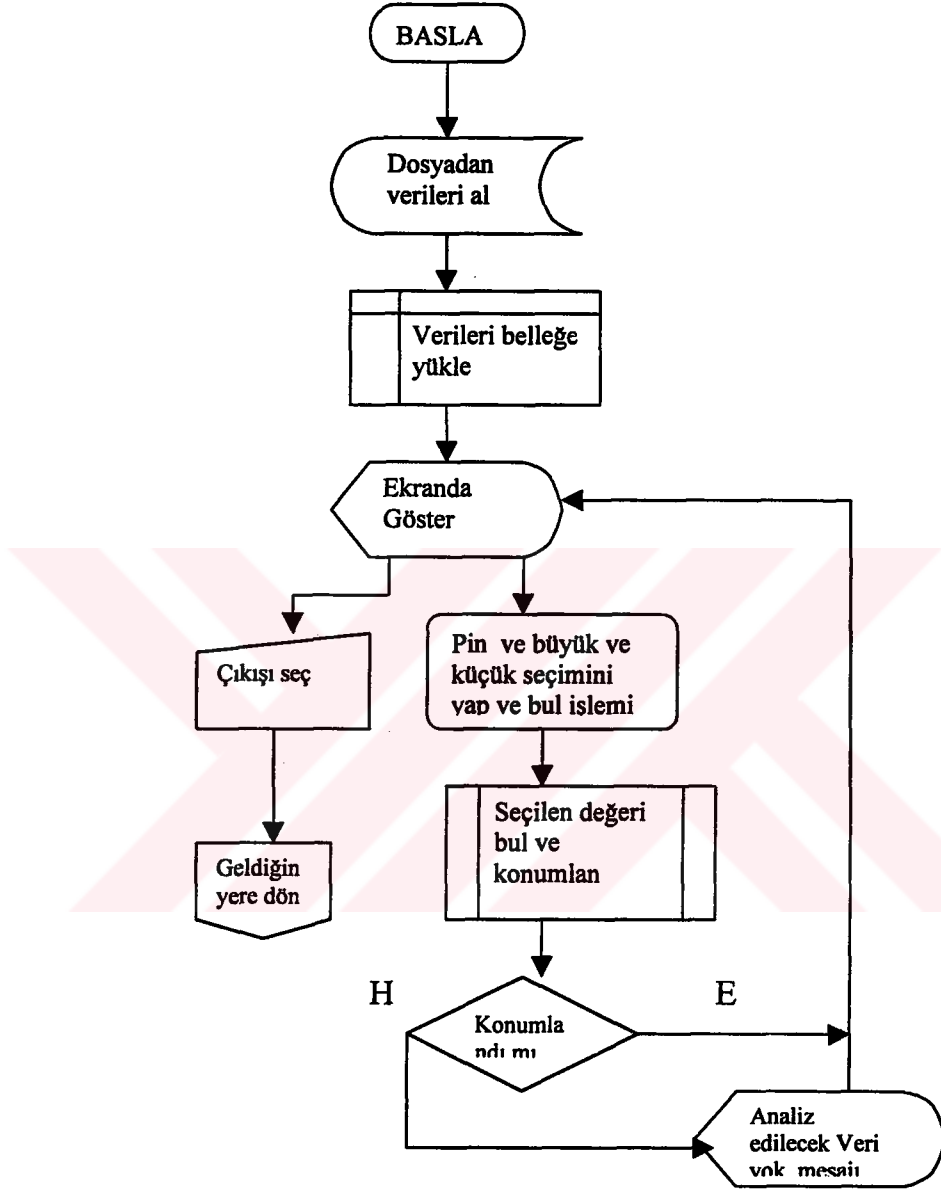 BASLA
Dosyadan
verileri al
Verileri belleğe
yükle
Ekranda
Göster
Çıkışı seç
Pin ve büyük ve
küçük seçimini
yap ve bul işlemi
Geldiğin
yere dön
Seçilen değeri
bul ve
konumlan
H
E
Konumla
ndı mı
Analiz
edilecek Veri
yok mesajı